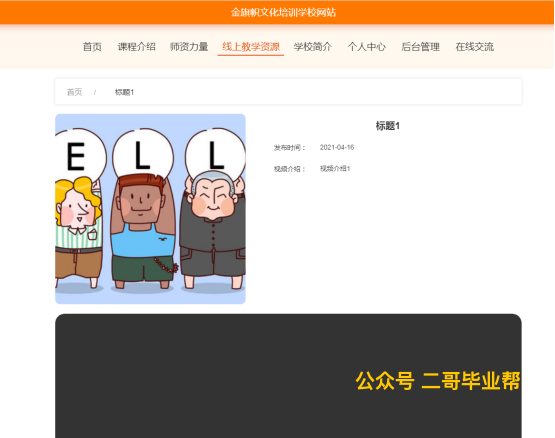 金旗帜文化培训学校网站
首页 课程介绍 师资力量 线上教学资源 学校简介 个人中心 后台管理 在线交流
首页 / 标题1
E L L
标题1
发布时间： 2021-04-16
视频介绍： 视频介绍1
公众号 二哥毕业帮